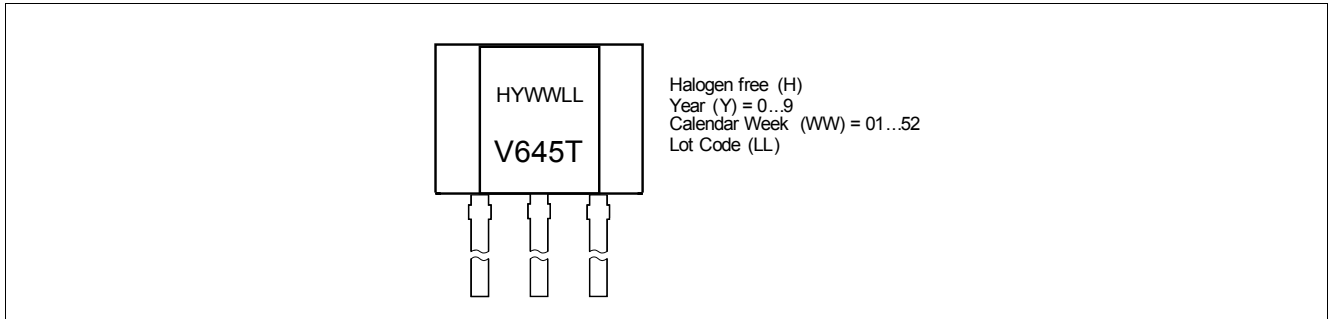 HYWWLL
V645T
Halogen free (H)
Year (Y) = 0...9
Calendar Week (WW) = 01...52
Lot Code (LL)